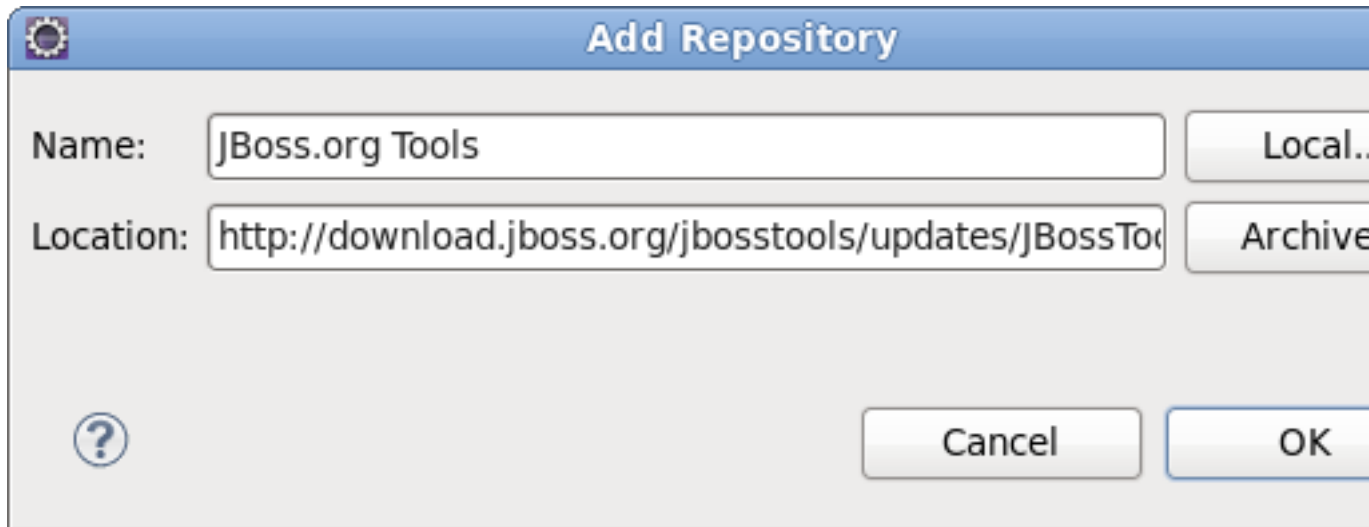 Add Repository
Name: JBoss.org Tools Local..
Location: http://download.jboss.org/jbosstools/updates/JBossToo Archive
? Cancel OK